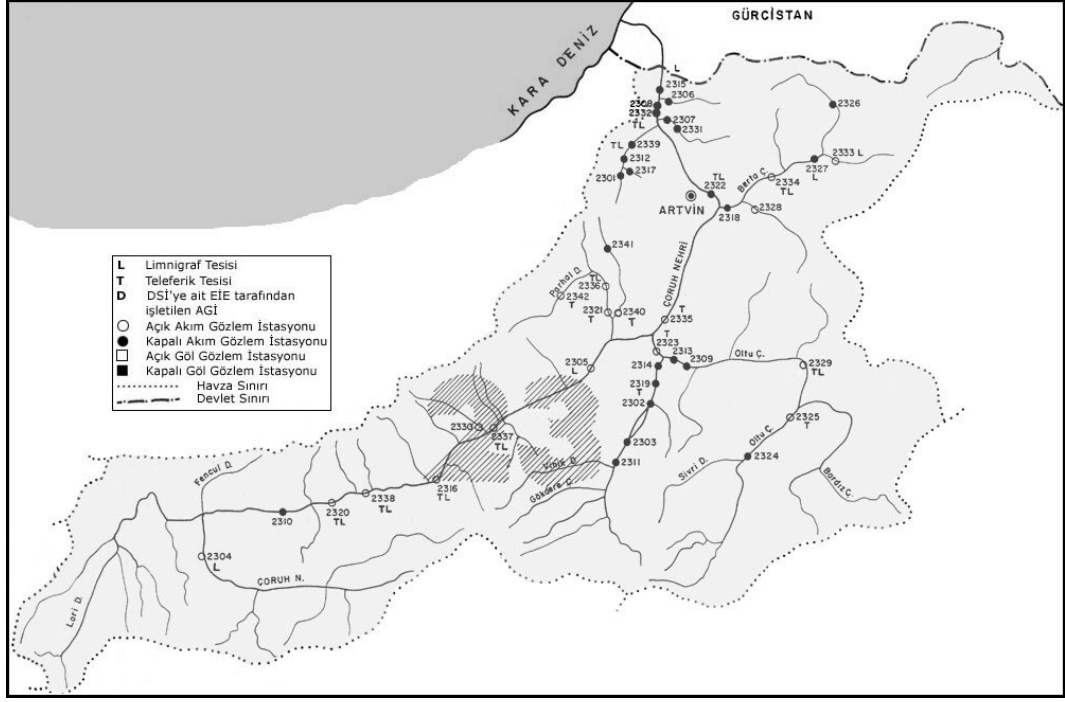 GÜRCİSTAN
KARA DENİZ
L
2315
2306
2308
2332
TL
2307
2331
2326
TL
2339
2312
2317
2301
2333 L
2327
L
Berta Ç.
2334
TL
TL
2322
ARTVİN
2318
2328
2341
ÇORUH NEHRİ
Parhal D.
TL
2336
2342
T
2321
T
2340
T
T
2335
T
2323
2313
2314
2309
Oltu Ç.
2329
TL
2305
L
2319
T
2302
2325
T
Oltu Ç.
23
2330
2337
TL
2303
2311
2324
Sivri D.
Bardız Ç.
Vihik D.
Gökdere Ç.
2316
TL
Fencul D.
2338
TL
2320
TL
2310
2304
L
ÇORUH N.
Lori D.
L Limnigraf Tesisi
T Teleferik Tesisi
D DSİ'ye ait EİE tarafından
işletilen AGİ
Açık Akım Gözlem İstasyonu
Kapalı Akım Gözlem İstasyonu
Açık Göl Gözlem İstasyonu
Kapalı Göl Gözlem İstasyonu
Havza Sınırı
Devlet Sınırı